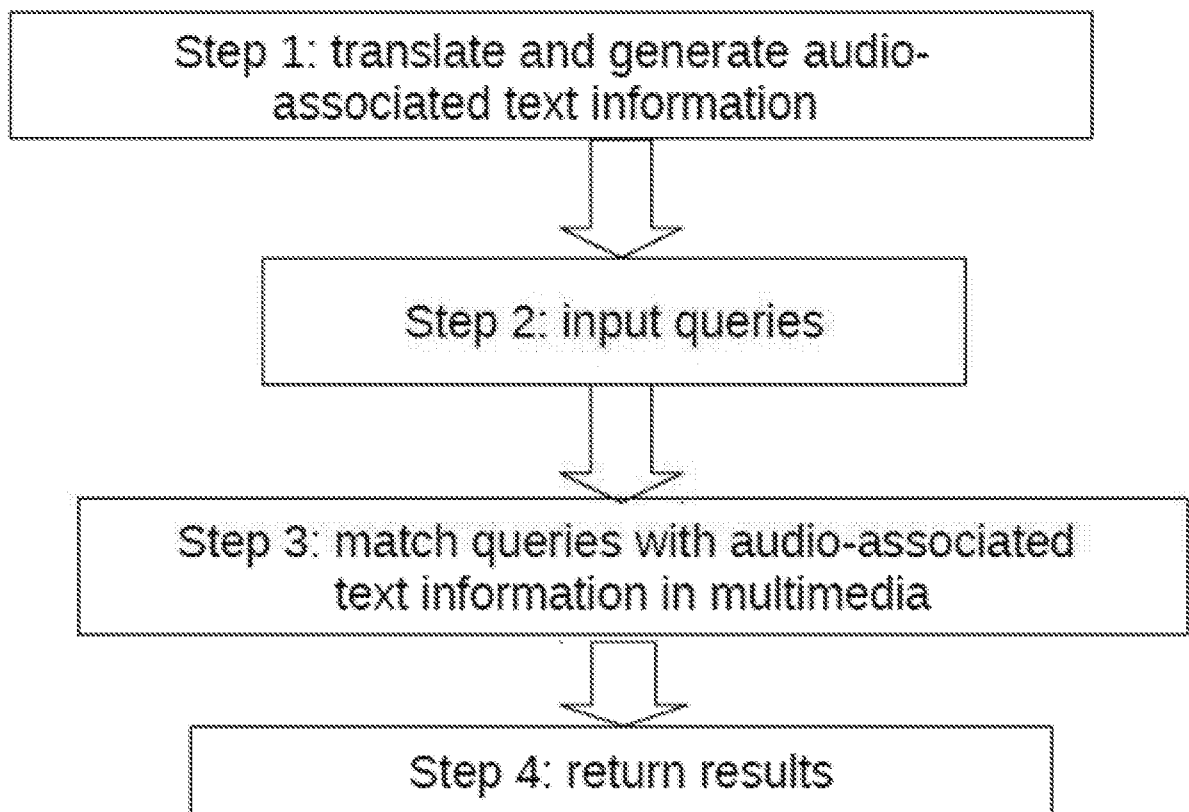 Step 1: translate and generate audio-
associated text information
Step 2: input queries
Step 3: match queries with audio-associated
text information in multimedia
Step 4: return results